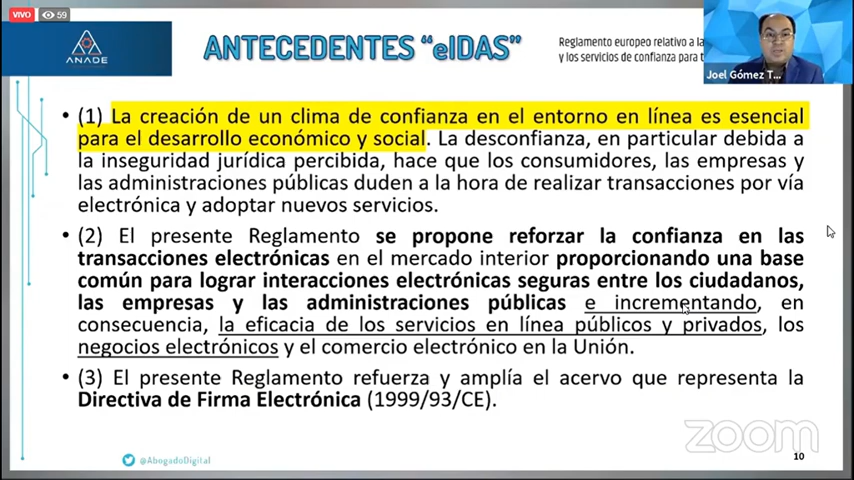 VIVO
59
ANADE
ANTECEDENTES “eIDAS”
Reglamento europeo relativo a la
y los servicios de confianza para
Joel Gómez T...
• (1) La creación de un clima de confianza en el entorno en línea es esencial
para el desarrollo económico y social. La desconfianza, en particular debida a
la inseguridad jurídica percibida, hace que los consumidores, las empresas y
las administraciones públicas duden a la hora de realizar transacciones por vía
electrónica y adoptar nuevos servicios.
• (2) El presente Reglamento se propone reforzar la confianza en las
transacciones electrónicas en el mercado interior proporcionando una base
común para lograr interacciones electrónicas seguras entre los ciudadanos,
las empresas y las administraciones públicas e incrementando, en
consecuencia, la eficacia de los servicios en línea públicos y privados, los
negocios electrónicos y el comercio electrónico en la Unión.
• (3) El presente Reglamento refuerza y amplía el acervo que representa la
Directiva de Firma Electrónica (1999/93/CE).
zoom
@AbogadoDigital
10